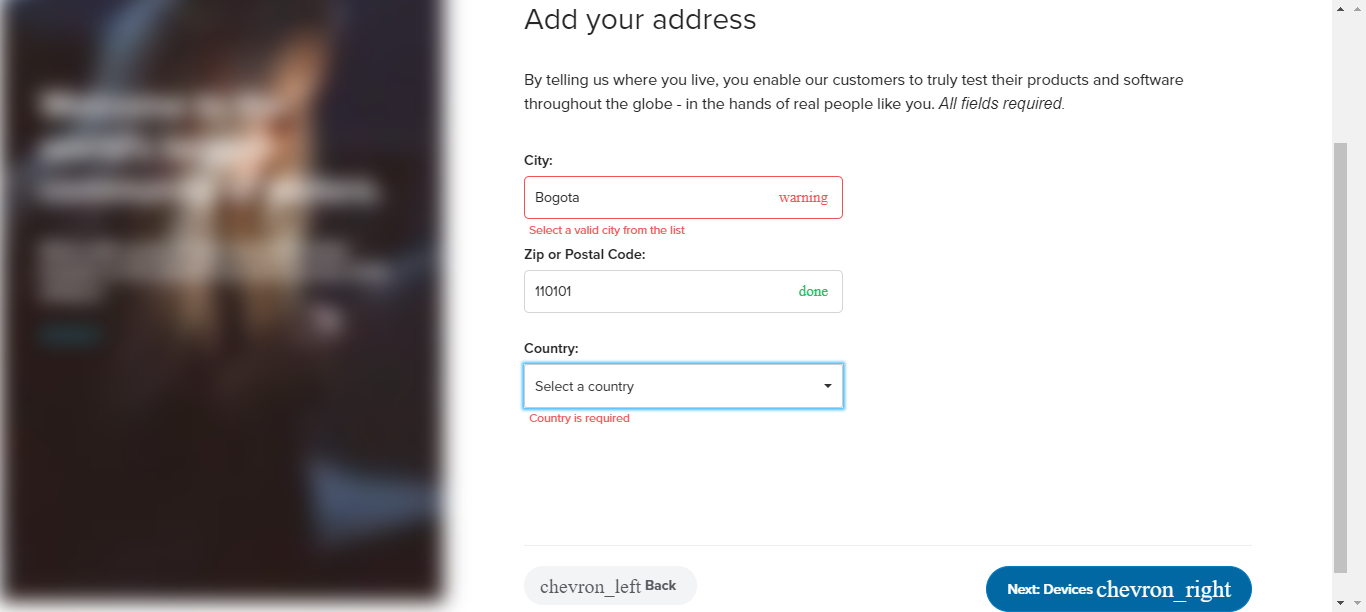 Add your address
By telling us where you live, you enable our customers to truly test their products and software
throughout the globe - in the hands of real people like you. All fields required.
City:
Bogota warning
Select a valid city from the list
Zip or Postal Code:
110101 done
Country:
Select a country
Country is required
chevron_left Back
Next: Devices chevron_right